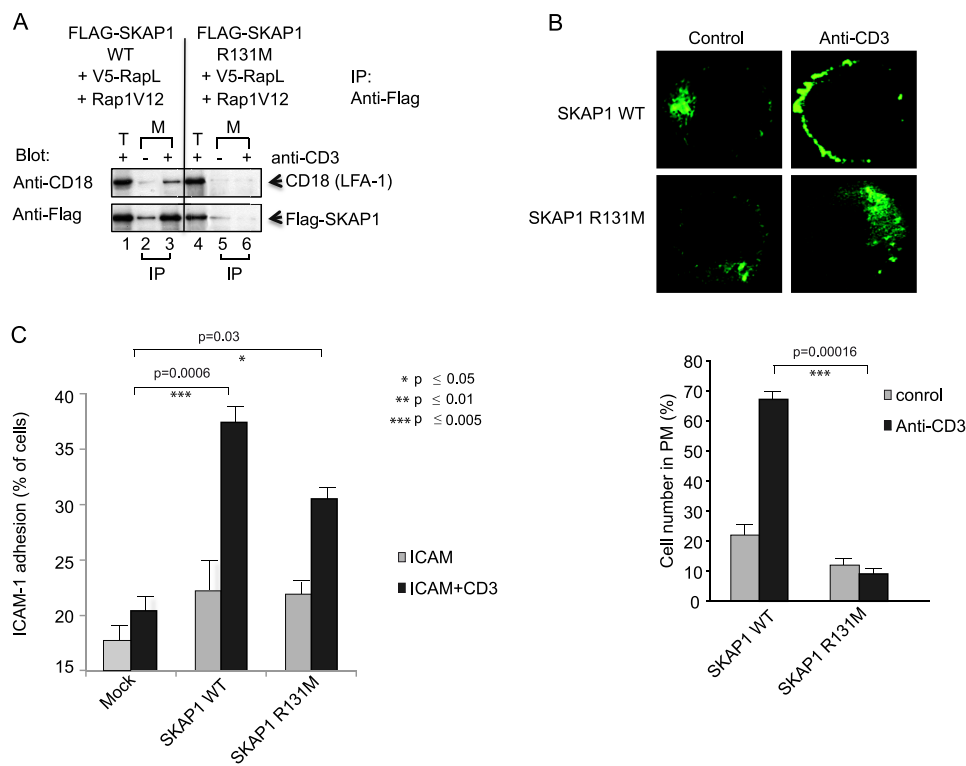 A
FLAG-SKAP1 FLAG-SKAP1
WT R131M
+ V5-RapL + V5-RapL IP:
+ Rap1V12 + Rap1V12 Anti-Flag
T M T M
Blot: + - + + - + anti-CD3
Anti-CD18 CD18 (LFA-1)
Anti-Flag Flag-SKAP1
1 2 3 4 5 6
IP IP
B
Control Anti-CD3
SKAP1 WT
SKAP1 R131M
80
70
60
50
40
30
20
10
0
Cell number in PM (%)
p=0.00016
***
conrol
Anti-CD3
SKAP1 WT
SKAP1 R131M
C
p=0.03
*
p=0.0006
***
* p ≤ 0.05
** p ≤ 0.01
*** p ≤ 0.005
40
35
30
25
20
15
ICAM-1 adhesion (% of cells)
ICAM
ICAM+CD3
Mock
SKAP1 WT
SKAP1 R131M